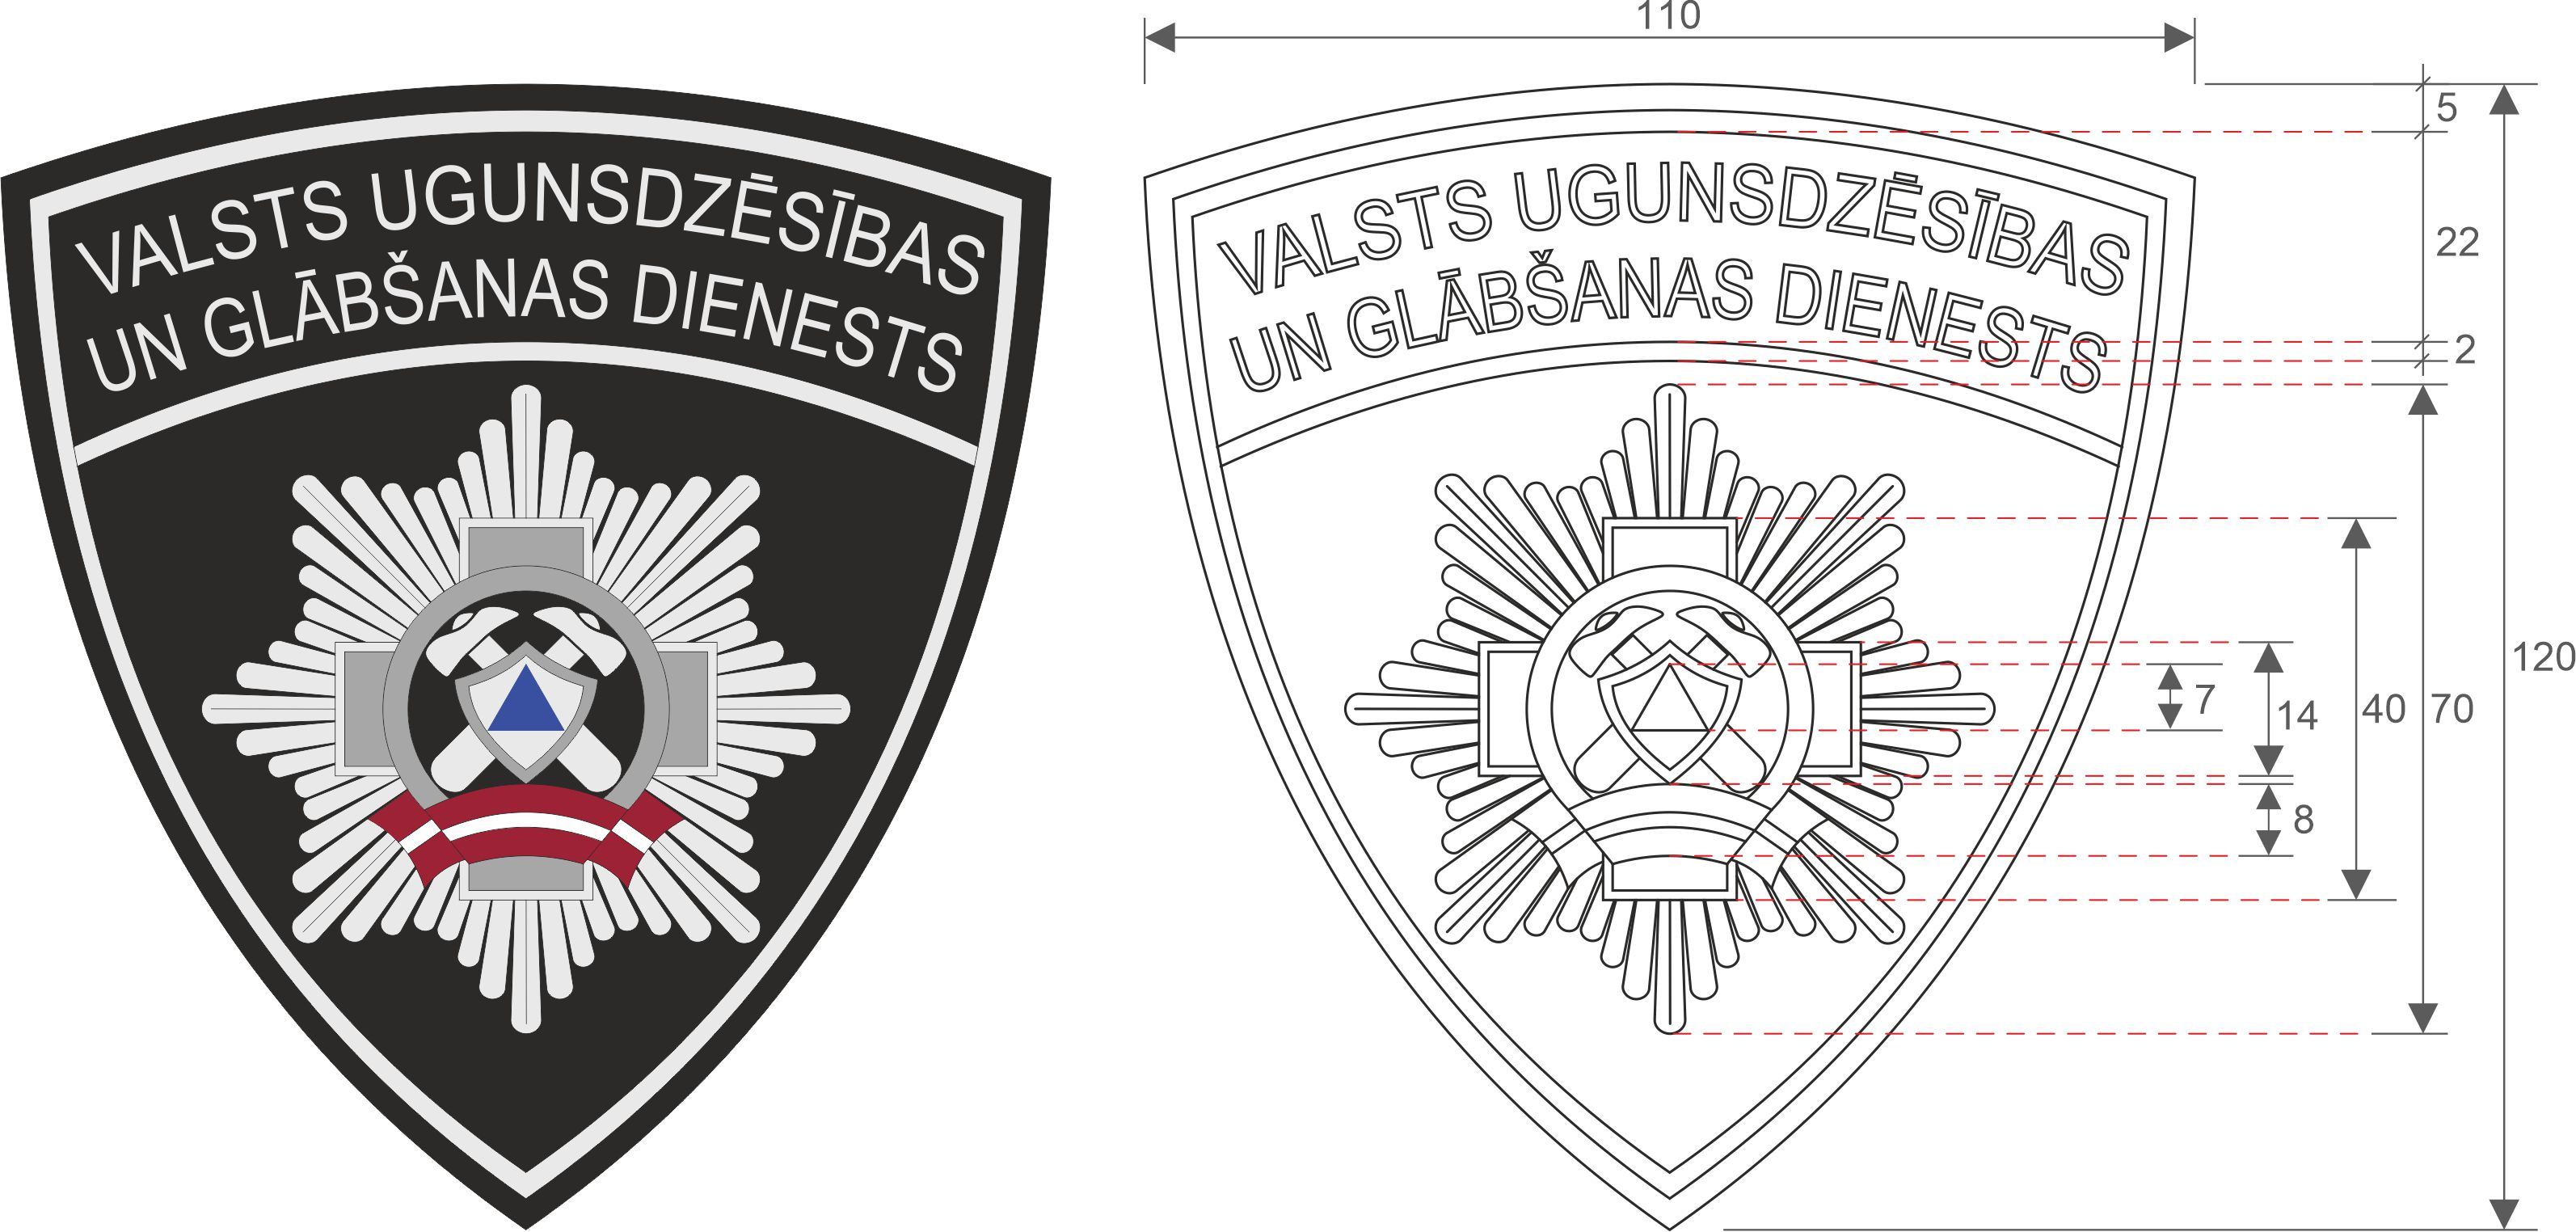 VALSTS UGUNSDZĒSĪBAS
UN GLĀBŠANAS DIENESTS
110
VALSTS UGUNSDZĒSĪBAS
UN GLĀBŠANAS DIENESTS
5
22
2
120
7
14
40
70
8